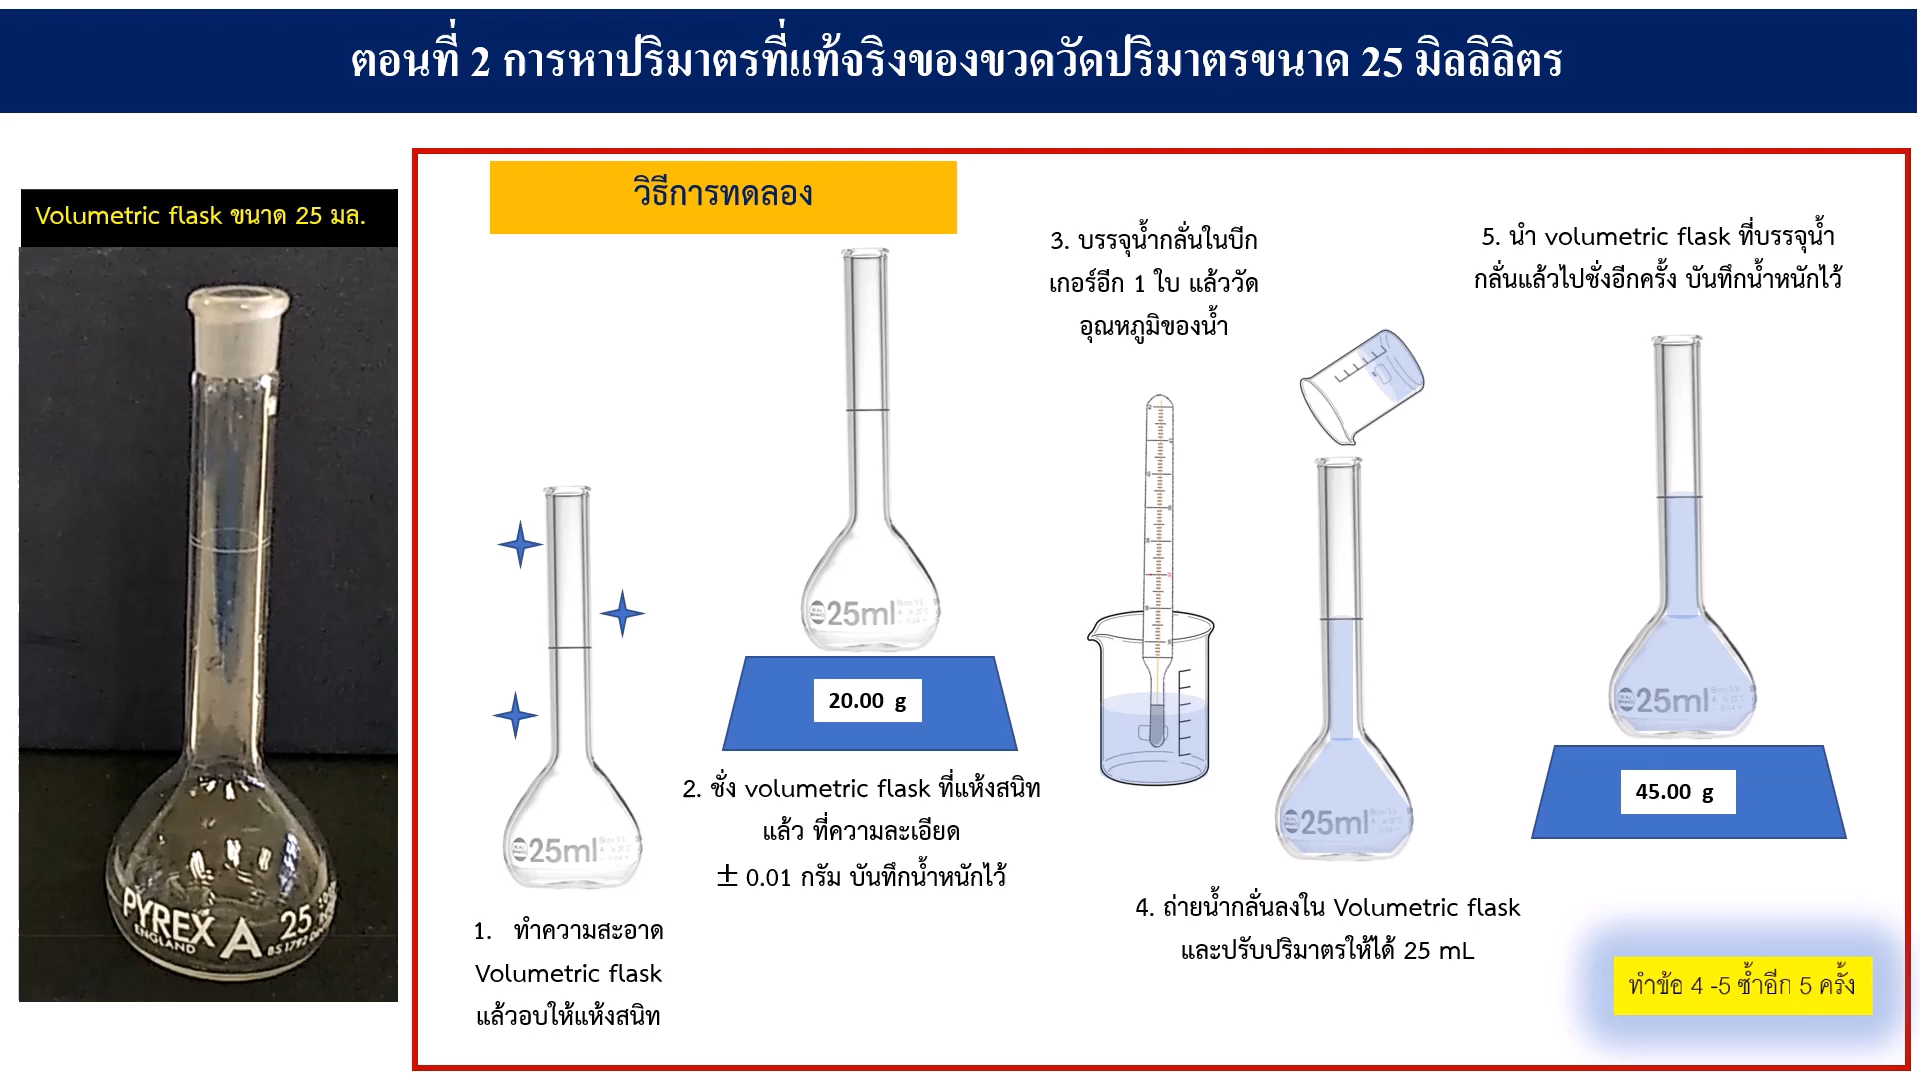 ตอนที่ 2 การหาปริมาตรที่แท้จริงของขวดวัดปริมาตรขนาด 25 มิลลิลิตร
Volumetric flask ขนาด 25 มล.
PYREX A 25
ENGLAND
BS 1792
วิธีการทดลอง
25ml
1. ทำความสะอาด
Volumetric flask
แล้วอบให้แห้งสนิท
25ml
20.00 g
2. ชั่ง volumetric flask ที่แห้งสนิท
แล้ว ที่ความละเอียด
± 0.01 กรัม บันทึกน้ำหนักไว้
3. บรรจุน้ำกลั่นในบีก
เกอร์อีก 1 ใบ แล้ววัด
อุณหภูมิของน้ำ
25ml
4. ถ่ายน้ำกลั่นลงใน Volumetric flask
และปรับปริมาตรให้ได้ 25 mL
5. นำ volumetric flask ที่บรรจุน้ำ
กลั่นแล้วไปชั่งอีกครั้ง บันทึกน้ำหนักไว้
25ml
45.00 g
ทำข้อ 4 -5 ซ้ำอีก 5 ครั้ง